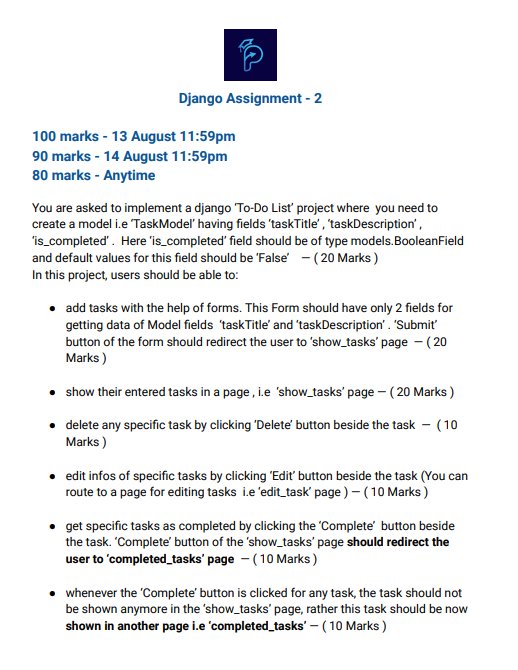 Django Assignment - 2
100 marks - 13 August 11:59pm
90 marks - 14 August 11:59pm
80 marks - Anytime
You are asked to implement a django ‘To-Do List’ project where you need to
create a model i.e ‘TaskModel’ having fields ‘taskTitle’ , ‘taskDescription’ ,
‘is_completed’ . Here ‘is_completed’ field should be of type models.BooleanField
and default values for this field should be ‘False’ — ( 20 Marks )
In this project, users should be able to:
● add tasks with the help of forms. This Form should have only 2 fields for
getting data of Model fields ‘taskTitle’ and ‘taskDescription’ . ‘Submit’
button of the form should redirect the user to ‘show_tasks’ page — ( 20
Marks )
● show their entered tasks in a page , i.e ‘show_tasks’ page — ( 20 Marks )
● delete any specific task by clicking ‘Delete’ button beside the task — ( 10
Marks )
● edit infos of specific tasks by clicking ‘Edit’ button beside the task (You can
route to a page for editing tasks i.e ‘edit_task’ page ) — ( 10 Marks )
● get specific tasks as completed by clicking the ‘Complete’ button beside
the task. ‘Complete’ button of the ‘show_tasks’ page should redirect the
user to ‘completed_tasks’ page — ( 10 Marks )
● whenever the ‘Complete’ button is clicked for any task, the task should not
be shown anymore in the ‘show_tasks’ page, rather this task should be now
shown in another page i.e ‘completed_tasks’ — ( 10 Marks )